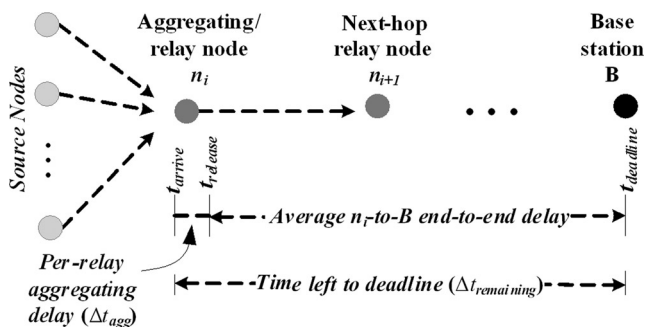 Aggregating/
relay node
n_i
Next-hop
relay node
n_{i+1}
Base
station
B
Source Nodes
. . .
t_arrive
t_release
t_deadline
Average n_i-to-B end-to-end delay
Per-relay
aggregating
delay (Δt_agg)
Time left to deadline (Δt_remaining)